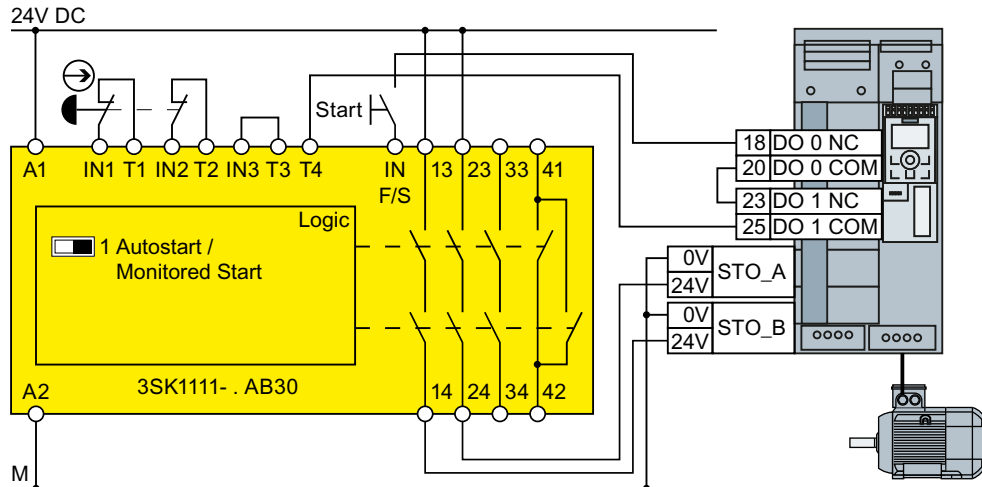 24V DC
Start
A1 IN1 T1 IN2 T2 IN3 T3 T4 IN F/S 13 23 33 41
18 DO 0 NC
20 DO 0 COM
23 DO 1 NC
25 DO 1 COM
Logic
1 Autostart /
Monitored Start
0V
24V
STO_A
0V
24V
STO_B
3SK1111- . AB30
A2 14 24 34 42
M